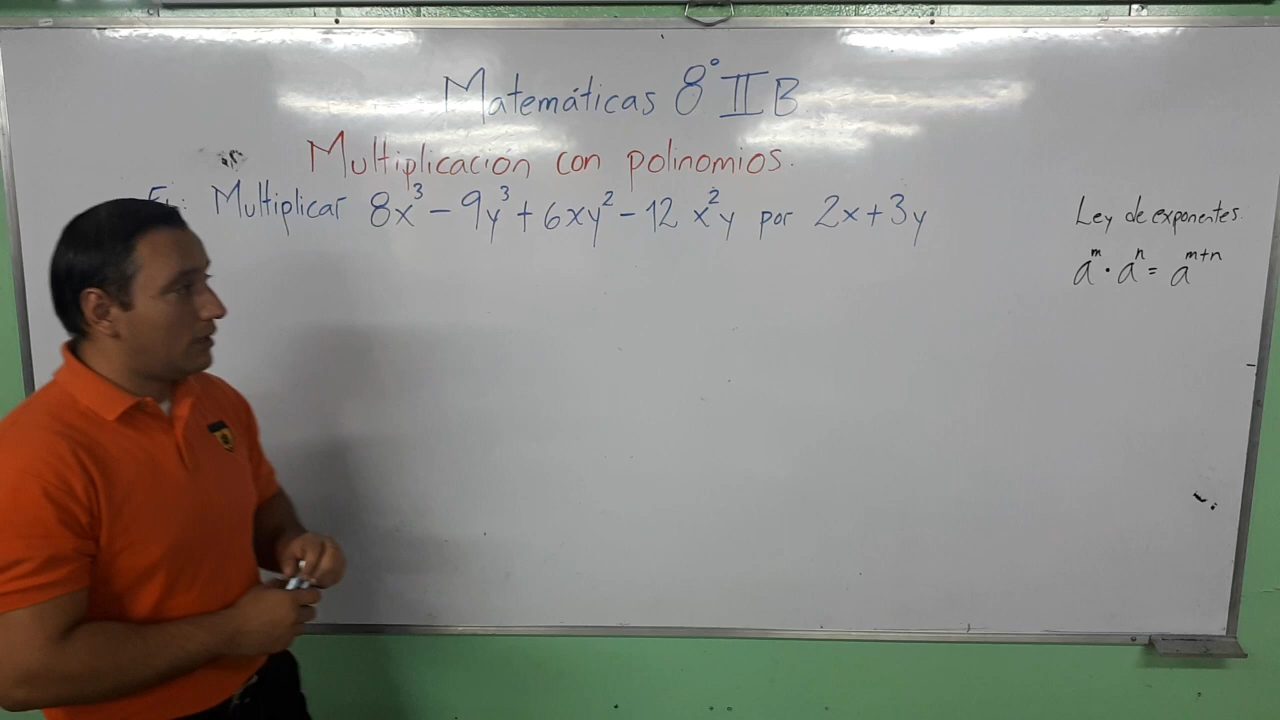 Matemáticas 8° II B
Multiplicación con polinomios.
Ej: Multiplicar 8x³ - 9y³ + 6xy² - 12 x²y por 2x + 3y
Ley de exponentes.
aᵐ · aⁿ = aᵐ⁺ⁿ